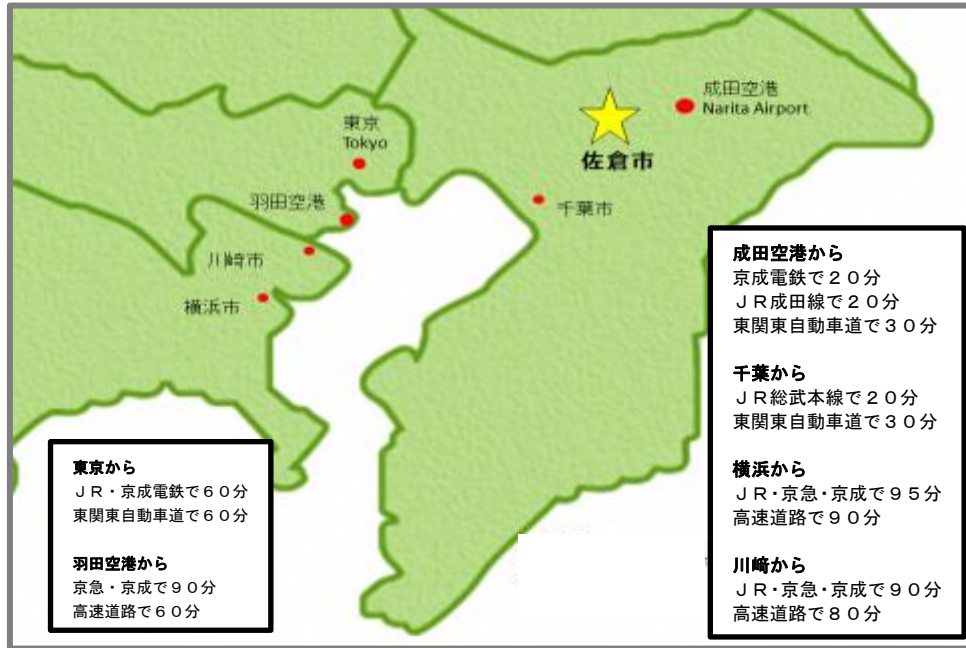 成田空港
Narita Airport
東京
Tokyo
佐倉市
羽田空港
千葉市
川崎市
横浜市
成田空港から
京成電鉄で２０分
ＪＲ成田線で２０分
東関東自動車道で３０分
千葉から
ＪＲ総武本線で２０分
東関東自動車道で３０分
横浜から
ＪＲ・京急・京成で９５分
高速道路で９０分
川﨑から
ＪＲ・京急・京成で９０分
高速道路で８０分
東京から
ＪＲ・京成電鉄で６０分
東関東自動車道で６０分
羽田空港から
京急・京成で９０分
高速道路で６０分